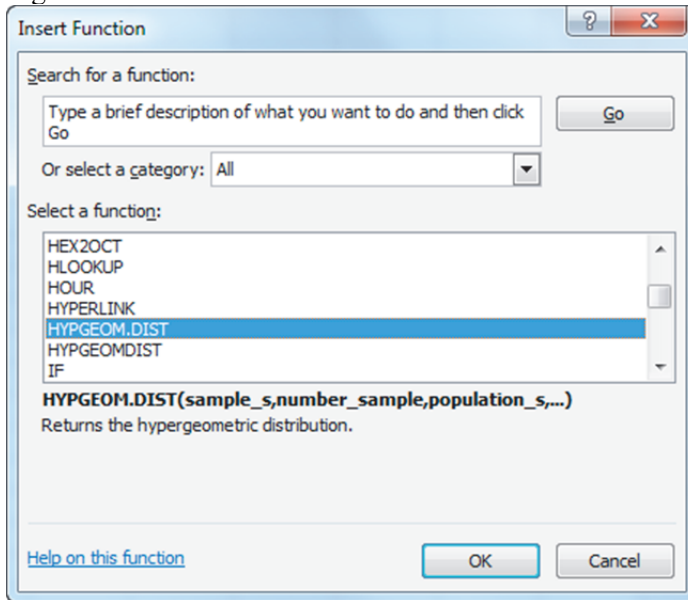 Insert Function
Search for a function:
Type a brief description of what you want to do and then click
Go
Go
Or select a category: All
Select a function:
HEX2OCT
HLOOKUP
HOUR
HYPERLINK
HYPGEOM.DIST
HYPGEOMDIST
IF
HYPGEOM.DIST(sample_s,number_sample,population_s,...)
Returns the hypergeometric distribution.
Help on this function
OK
Cancel